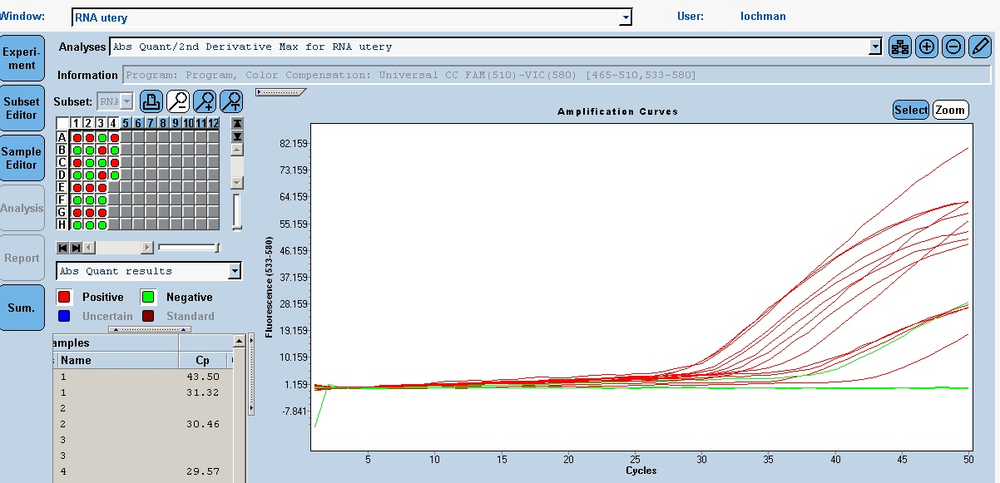 Window: RNA utery User: lochman
Analyses Abs Quant/2nd Derivative Max for RNA utery
Information Program: Program, Color Compensation: Universal CC FAM(510)-VIC(580) [465-510,533-580]
Experi-
ment
Subset
Editor
Sample
Editor
Analysis
Report
Sum.
Subset: RNA
1 2 3 4 5 6 7 8 9 10 11 12
A
B
C
D
E
F
G
H
Abs Quant results
Positive Negative
Uncertain Standard
amples
Name Cp
1 43.50
1 31.32
2
2 30.46
3
3
4 29.57
Select Zoom
Amplification Curves
Fluorescence (533-580)
82.159
73.159
64.159
55.159
46.159
37.159
28.159
19.159
10.159
1.159
-7.841
5 10 15 20 25 30 35 40 45 50
Cycles